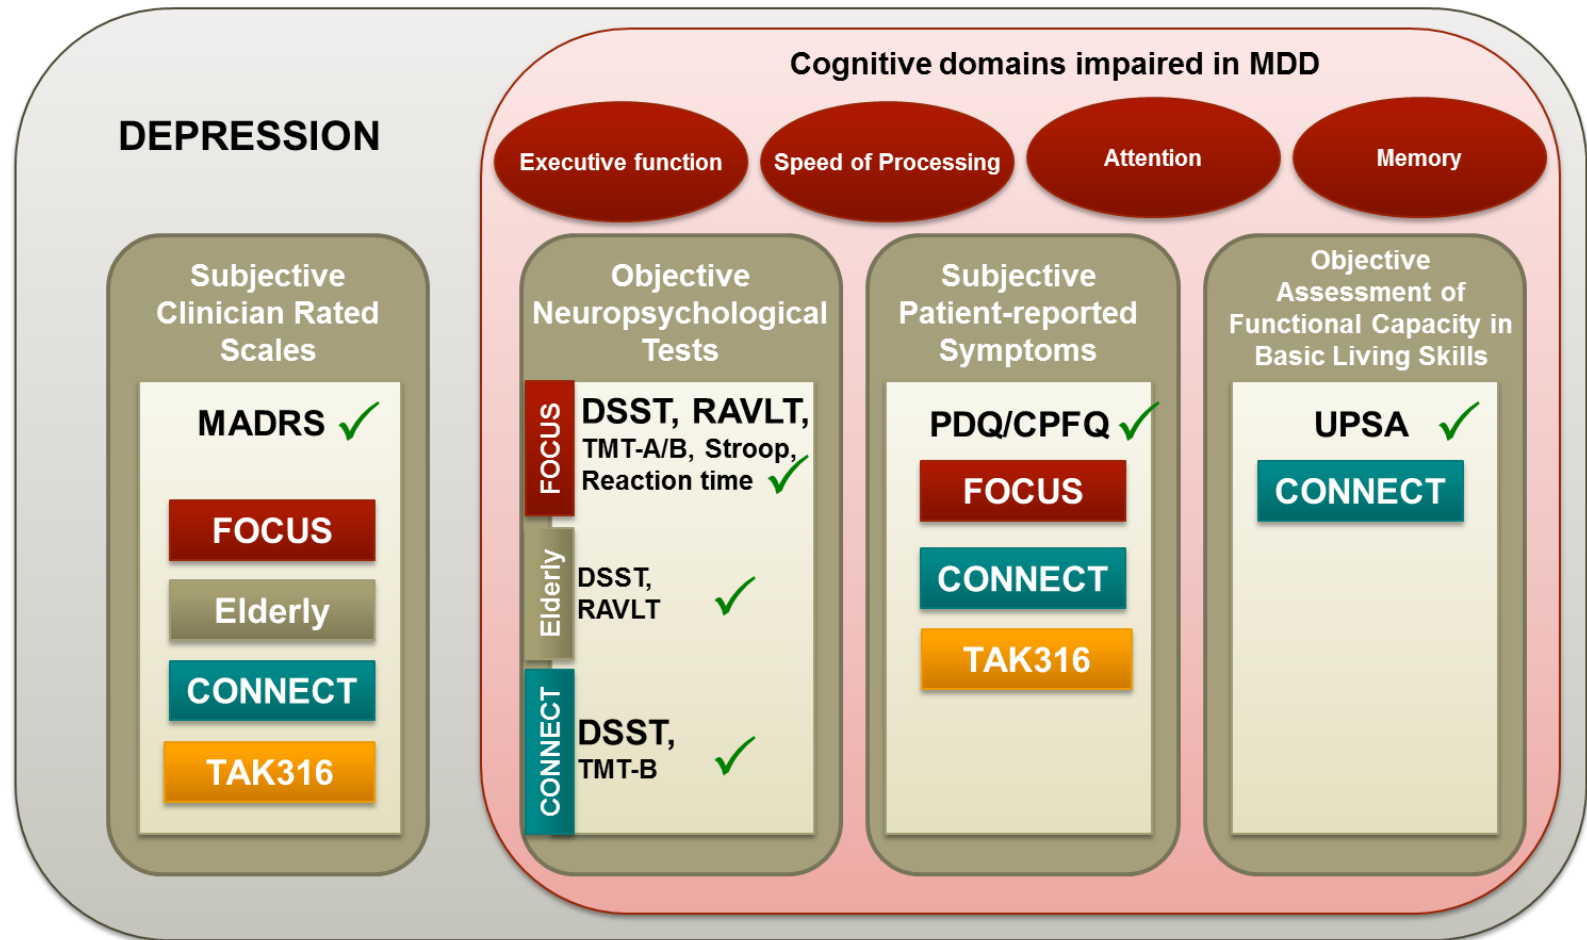 Cognitive domains impaired in MDD
DEPRESSION
Executive function
Speed of Processing
Attention
Memory
Subjective
Clinician Rated
Scales
MADRS
FOCUS
Elderly
CONNECT
TAK316
Objective
Neuropsychological
Tests
FOCUS
DSST, RAVLT,
TMT-A/B, Stroop,
Reaction time
Elderly
DSST,
RAVLT
CONNECT
DSST,
TMT-B
Subjective
Patient-reported
Symptoms
PDQ/CPFQ
FOCUS
CONNECT
TAK316
Objective
Assessment of
Functional Capacity in
Basic Living Skills
UPSA
CONNECT